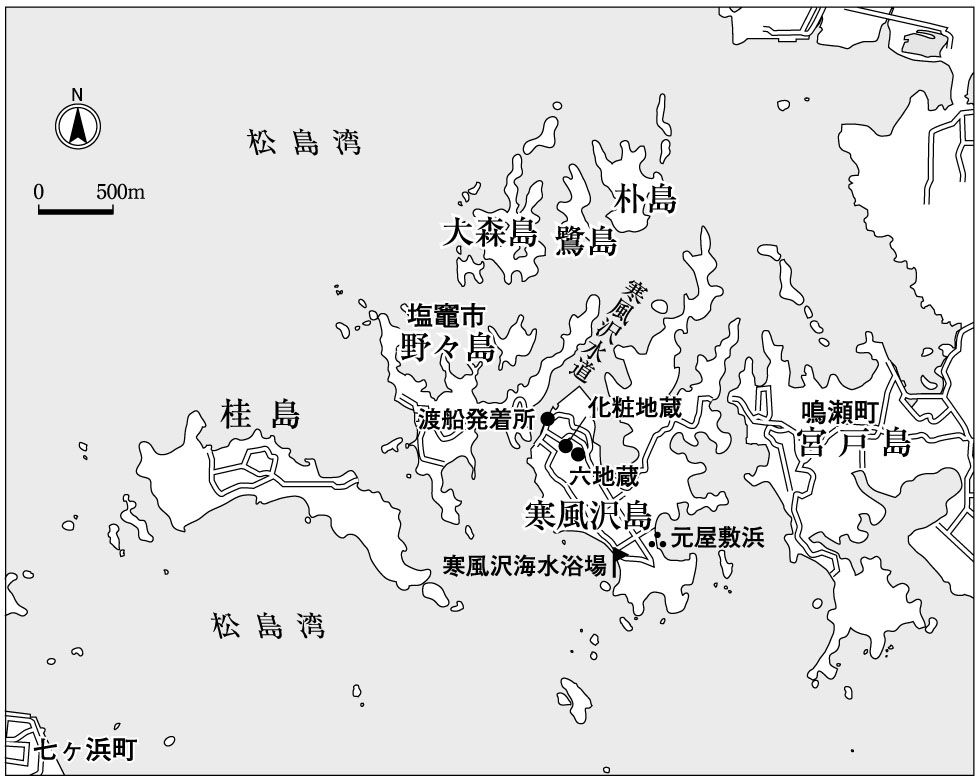 N
松島湾
0 500m
朴島
大森島
鷺島
寒風沢水道
塩竈市
野々島
桂島
渡船発着所
化粧地蔵
鳴瀬町
宮戸島
六地蔵
寒風沢島
元屋敷浜
寒風沢海水浴場
松島湾
七ヶ浜町